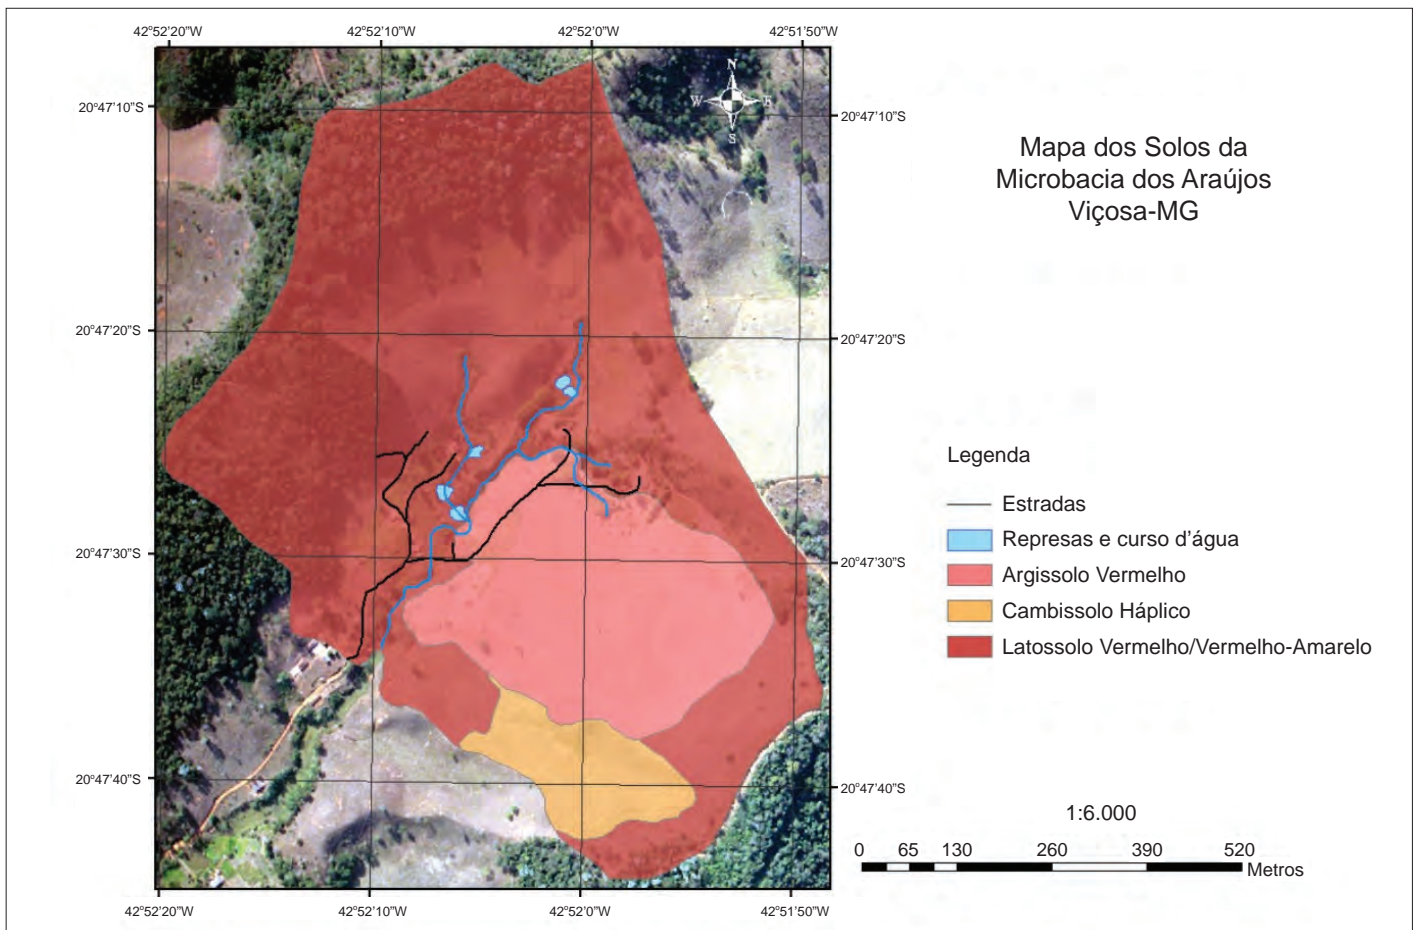 42°52'20"W 42°52'10"W 42°52'0"W 42°51'50"W
N
W E
S
20°47'10"S 20°47'10"S
Mapa dos Solos da
Microbacia dos Araújos
Viçosa-MG
20°47'20"S 20°47'20"S
Legenda
Estradas
Represas e curso d'água
20°47'30"S 20°47'30"S
Argissolo Vermelho
Cambissolo Háplico
Latossolo Vermelho/Vermelho-Amarelo
20°47'40"S 20°47'40"S
1:6.000
0 65 130 260 390 520
Metros
42°52'20"W 42°52'10"W 42°52'0"W 42°51'50"W